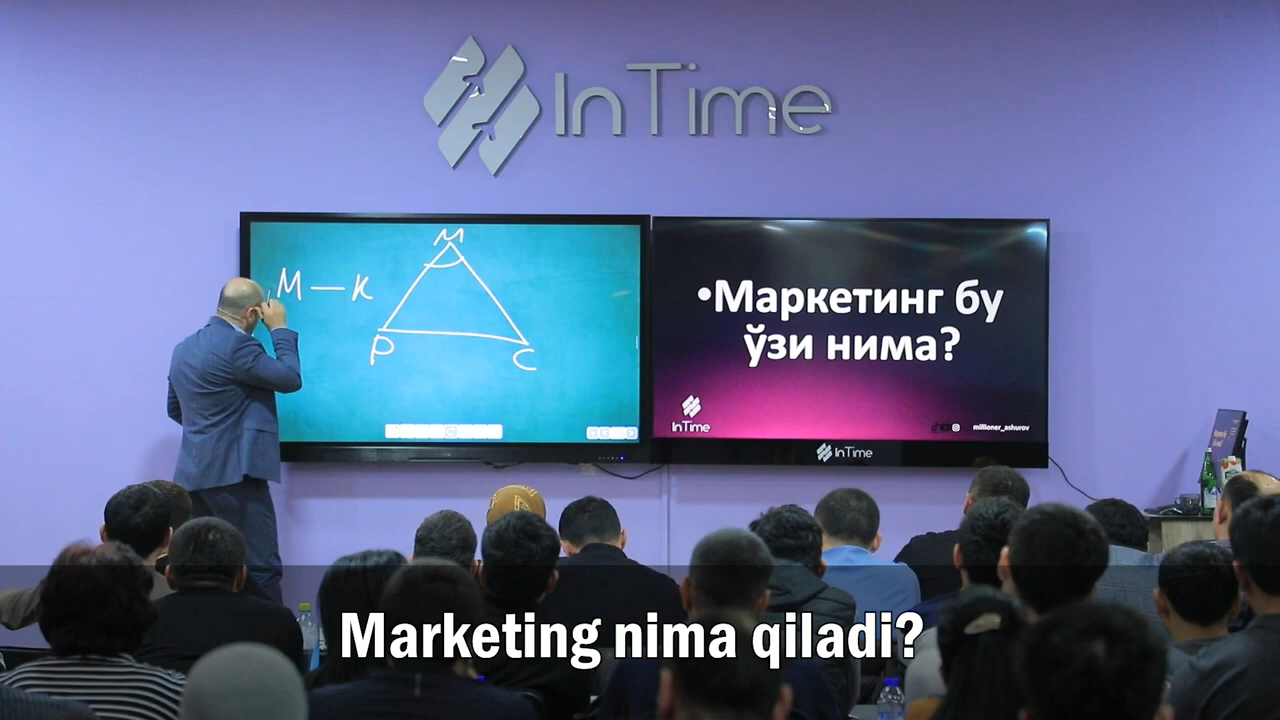 InTime
M
M — K
P
C
•Маркетинг бу
ўзи нима?
InTime
millioner_ashurov
InTime
Marketing nima qiladi?